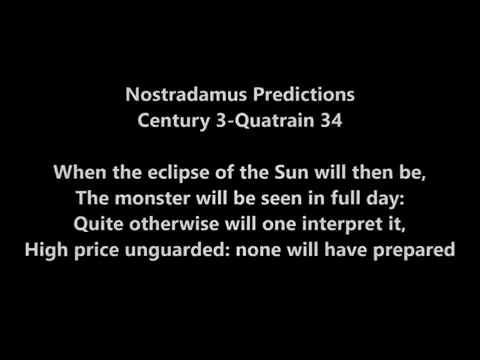 Nostradamus Predictions
Century 3-Quatrain 34
When the eclipse of the Sun will then be,
The monster will be seen in full day:
Quite otherwise will one interpret it,
High price unguarded: none will have prepared